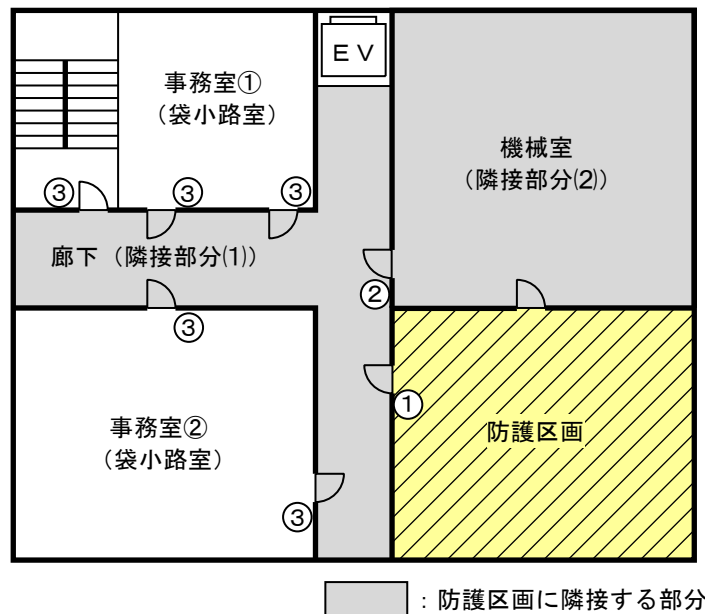 EV
事務室①
（袋小路室）
機械室
（隣接部分⑵）
③
③
③
廊下（隣接部分⑴）
②
③
①
事務室②
（袋小路室）
防護区画
③
：防護区画に隣接する部分